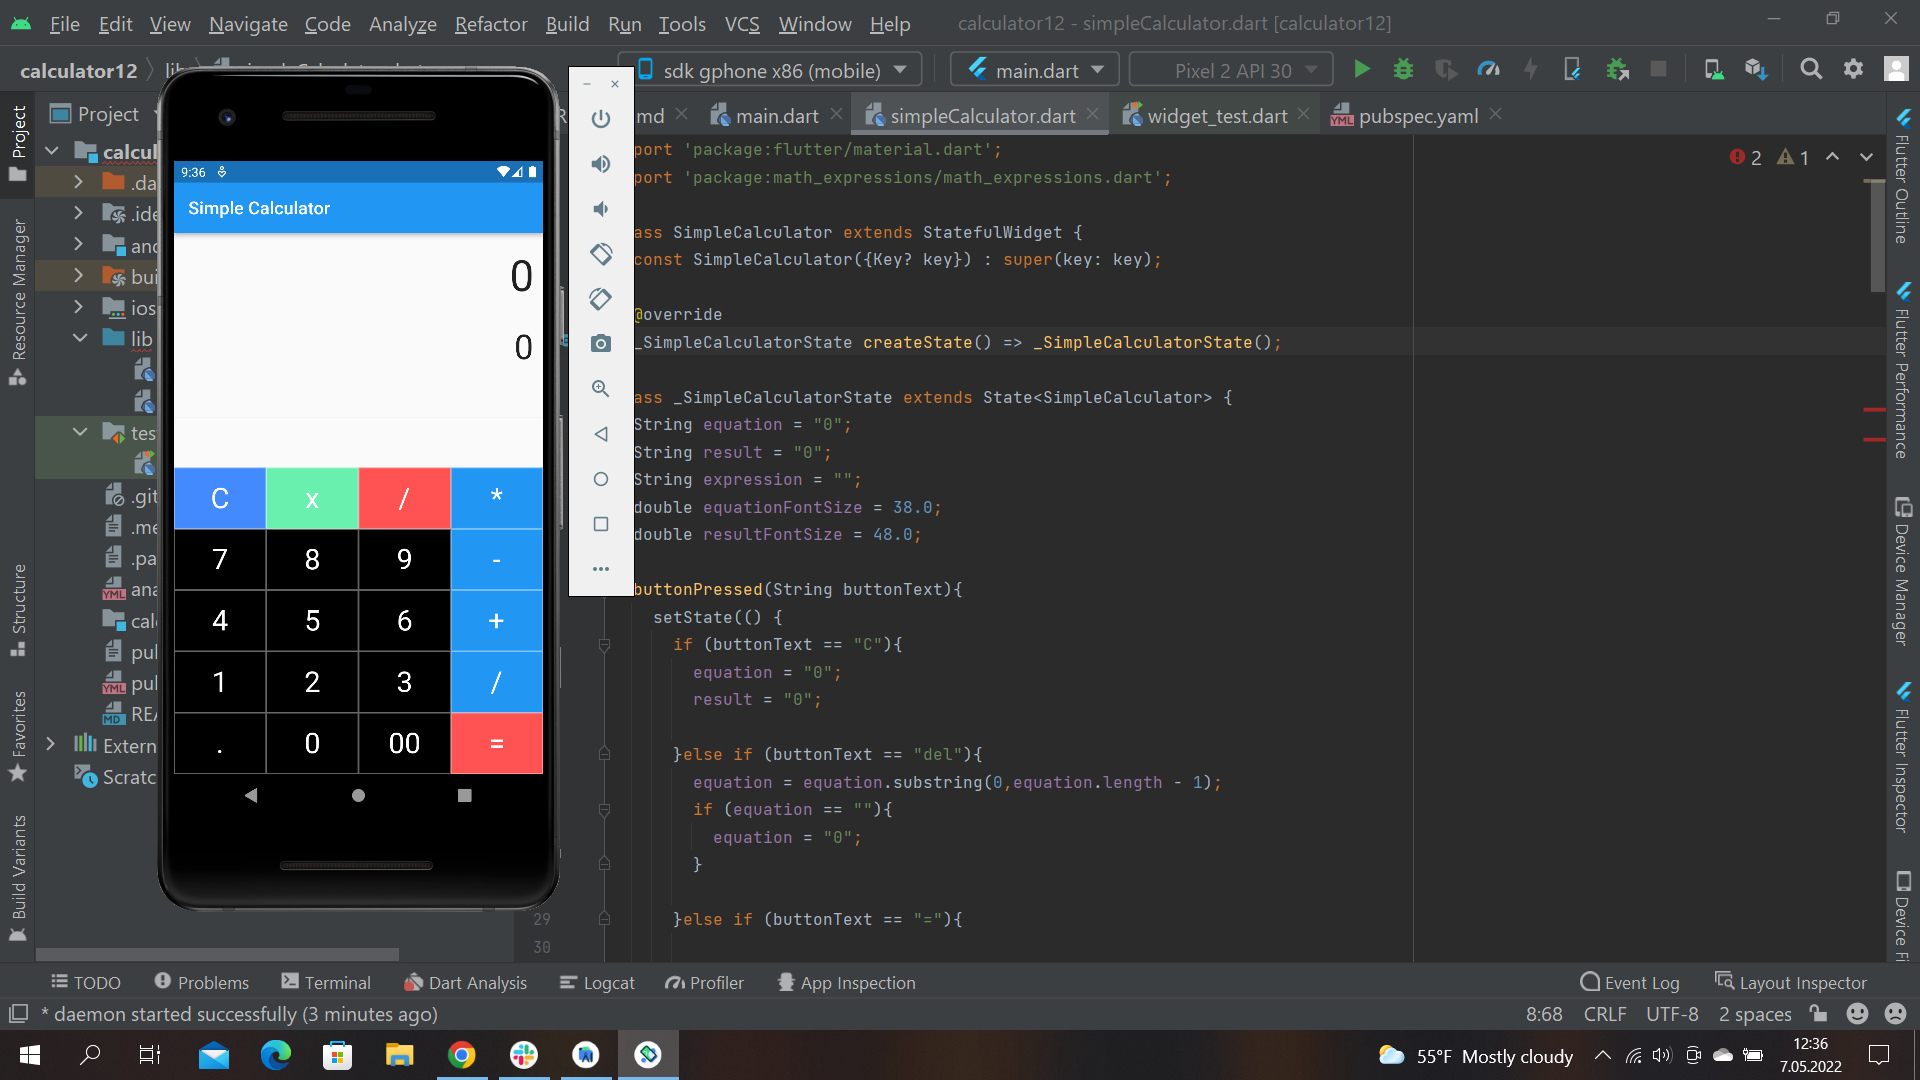 File Edit View Navigate Code Analyze Refactor Build Run Tools VCS Window Help calculator12 - simpleCalculator.dart [calculator12]
calculator12
sdk gphone x86 (mobile) main.dart Pixel 2 API 30
Project
md main.dart simpleCalculator.dart widget_test.dart pubspec.yaml
Project
Resource Manager
Structure
Favorites
Build Variants
calcul
.da
.ide
and
bui
ios
lib
tes
.git
.me
.pa
ana
cal
pul
pul
REA
Extern
Scratc
9:36
Simple Calculator
0
0
C x / *
7 8 9 -
4 5 6 +
1 2 3 /
. 0 00 =
port 'package:flutter/material.dart';
port 'package:math_expressions/math_expressions.dart';
ass SimpleCalculator extends StatefulWidget {
const SimpleCalculator({Key? key}) : super(key: key);
@override
_SimpleCalculatorState createState() => _SimpleCalculatorState();
ass _SimpleCalculatorState extends State<SimpleCalculator> {
String equation = "0";
String result = "0";
String expression = "";
double equationFontSize = 38.0;
double resultFontSize = 48.0;
buttonPressed(String buttonText){
setState(() {
if (buttonText == "C"){
equation = "0";
result = "0";
}else if (buttonText == "del"){
equation = equation.substring(0,equation.length - 1);
if (equation == ""){
equation = "0";
}
29 }else if (buttonText == "="){
30
2 1
Flutter Outline
Flutter Performance
Device Manager
Flutter Inspector
Device Fi
TODO Problems Terminal Dart Analysis Logcat Profiler App Inspection Event Log Layout Inspector
* daemon started successfully (3 minutes ago) 8:68 CRLF UTF-8 2 spaces
55°F Mostly cloudy
12:36
7.05.2022